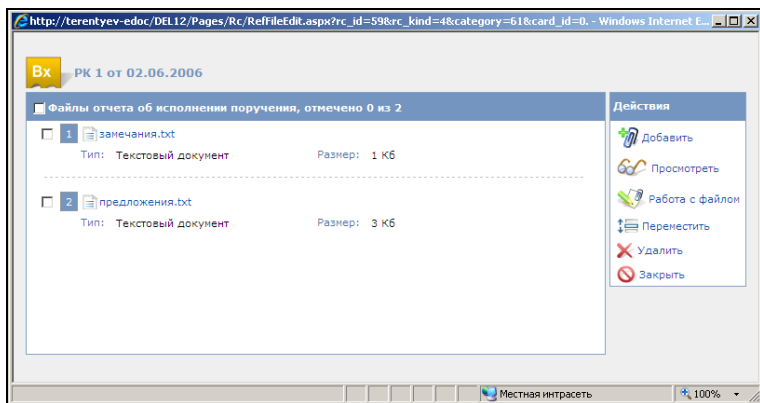 http://terentyev-edoc/DEL12/Pages/Rc/RefFileEdit.aspx?rc_id=59&rc_kind=4&category=61&card_id=0. - Windows Internet E...
Вх
РК 1 от 02.06.2006
Файлы отчета об исполнении поручения, отмечено 0 из 2
Действия
1 замечания.txt
Тип: Текстовый документ Размер: 1 Кб
2 предложения.txt
Тип: Текстовый документ Размер: 3 Кб
Добавить
Просмотреть
Работа с файлом
Переместить
Удалить
Закрыть
Местная интрасеть 100%